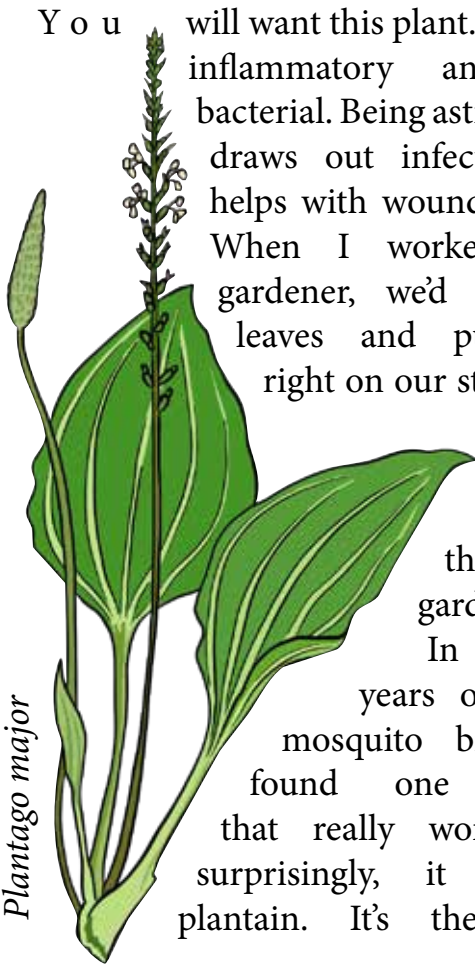 You will want this plant.
inflammatory an
bacterial. Being ast
draws out infec
helps with wound
When I worke
gardener, we'd
leaves and p
right on our st
th
gard
In
years o
mosquito b
found one
that really wo
surprisingly, it
plantain. It's the
Plantago major